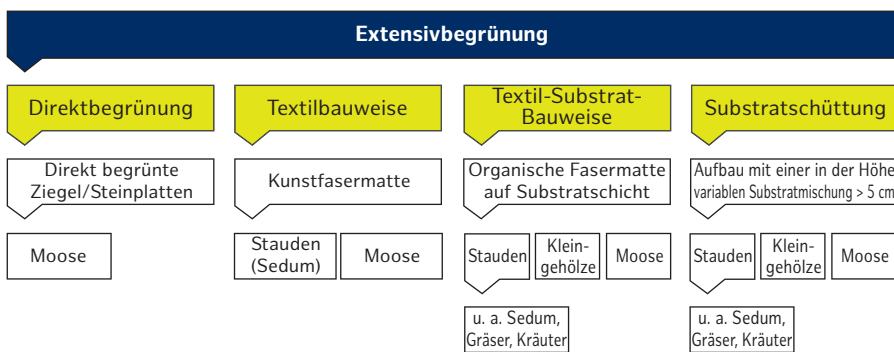 Extensivbegrünung
Direktbegrünung
Textilbauweise
Textil-Substrat-
Bauweise
Substratschüttung
Direkt begrünte
Ziegel/Steinplatten
Kunstfasermatte
Organische Fasermatte
auf Substratschicht
Aufbau mit einer in der Höhe
variablen Substratmischung > 5 cm
Moose
Stauden
(Sedum)
Moose
Stauden
Klein-
gehölze
Moose
Stauden
Klein-
gehölze
Moose
u. a. Sedum,
Gräser, Kräuter
u. a. Sedum,
Gräser, Kräuter